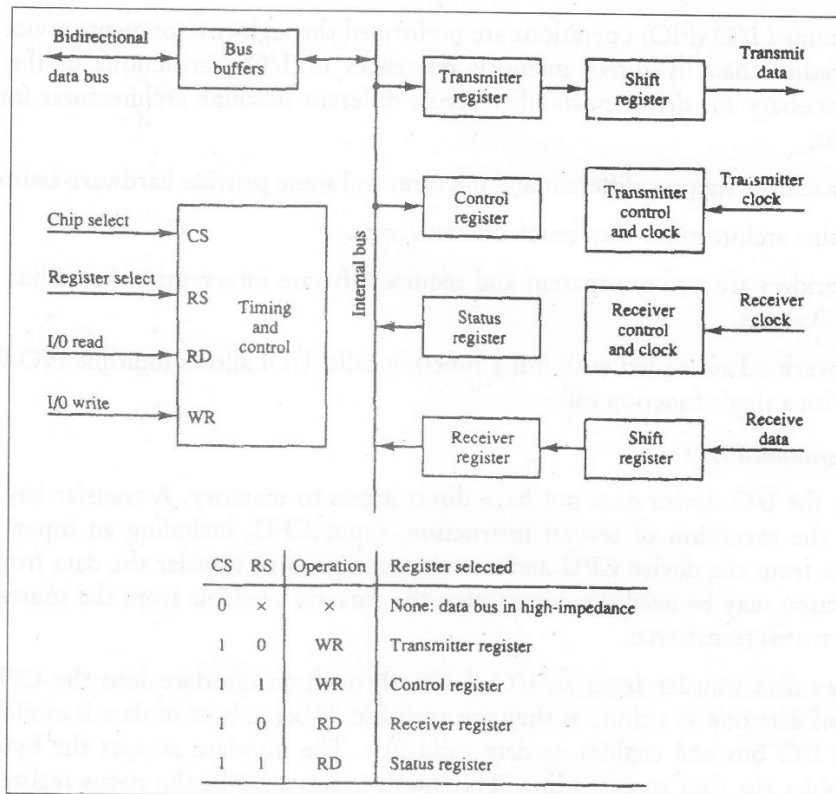 Bidirectional
data bus
Bus
buffers
Transmitter
register
Shift
register
Transmit
data
Internal bus
Control
register
Transmitter
control
and clock
Transmitter
clock
Chip select
CS
Register select
RS
Timing
and
control
I/0 read
RD
I/0 write
WR
Status
register
Receiver
control
and clock
Receiver
clock
Receiver
register
Shift
register
Receive
data
CS RS Operation Register selected
0 × × None: data bus in high-impedance
1 0 WR Transmitter register
1 1 WR Control register
1 0 RD Receiver register
1 1 RD Status register